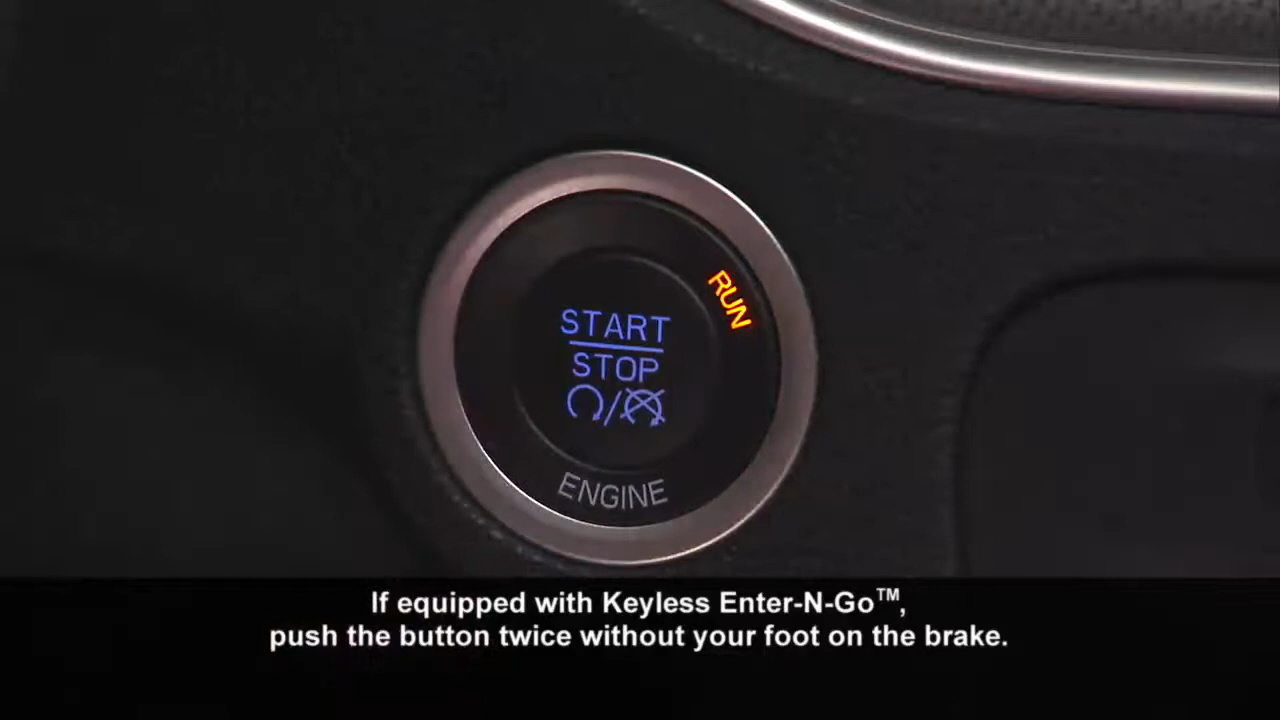 RUN
START
STOP
ENGINE
If equipped with Keyless Enter-N-Go™,
push the button twice without your foot on the brake.